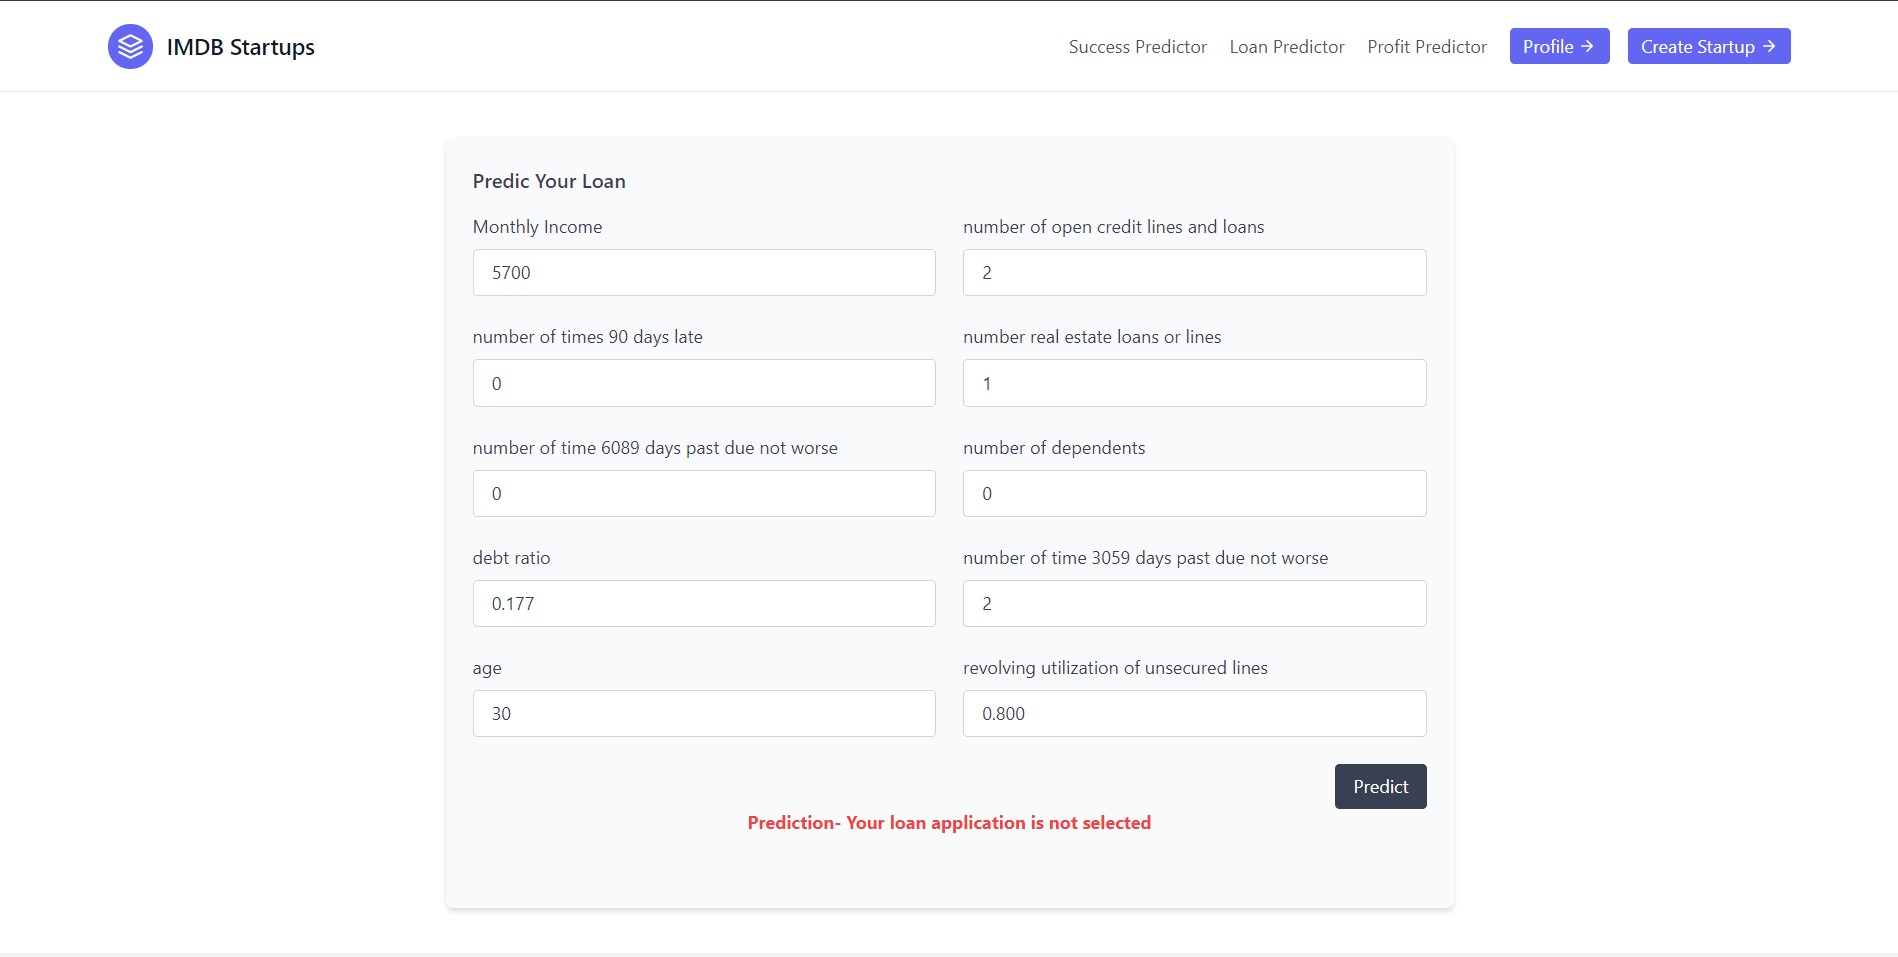 IMDB Startups
Success Predictor Loan Predictor Profit Predictor Profile → Create Startup →
Predic Your Loan
Monthly Income
5700
number of open credit lines and loans
2
number of times 90 days late
0
number real estate loans or lines
1
number of time 6089 days past due not worse
0
number of dependents
0
debt ratio
0.177
number of time 3059 days past due not worse
2
age
30
revolving utilization of unsecured lines
0.800
Predict
Prediction- Your loan application is not selected